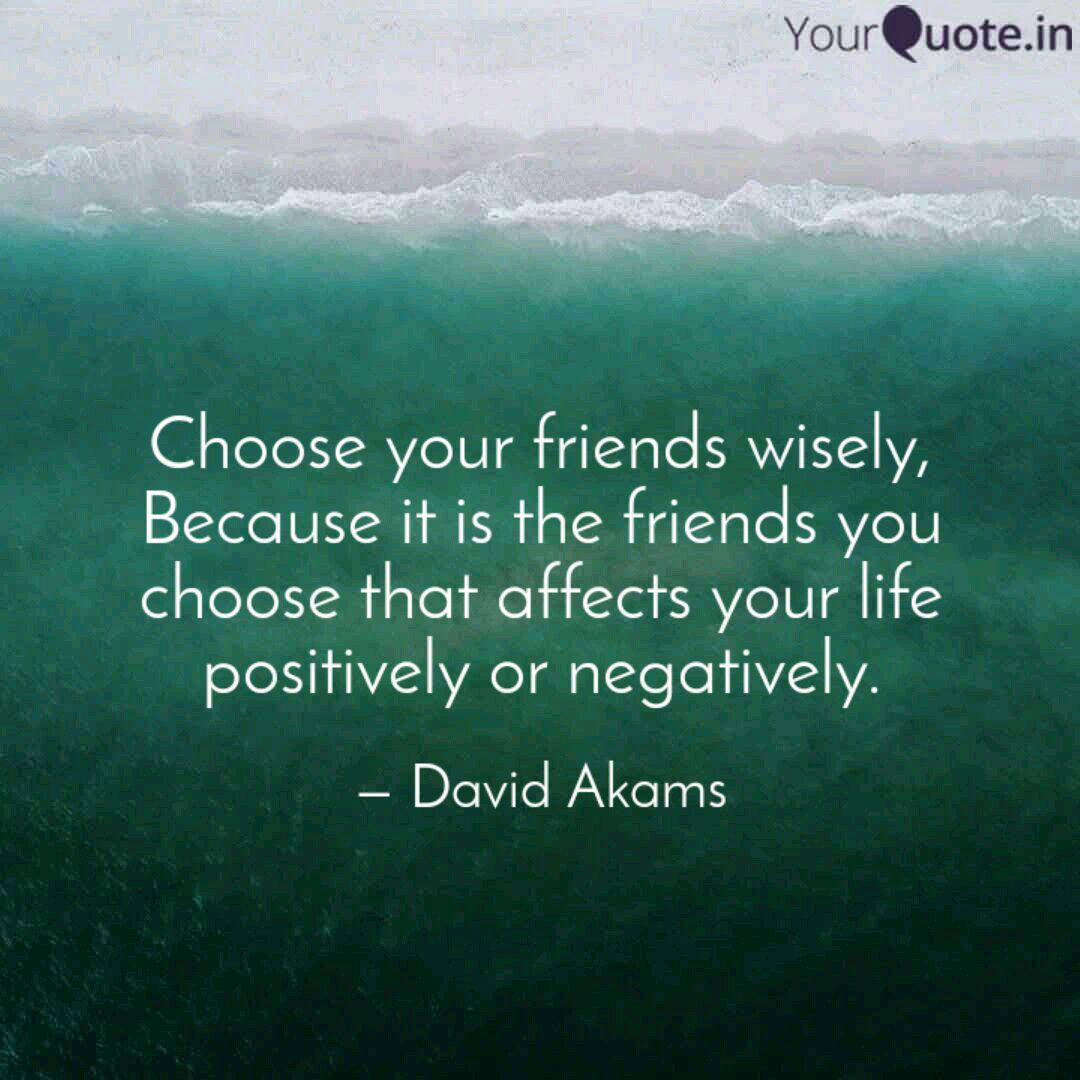 YourQuote.in
Choose your friends wisely,
Because it is the friends you
choose that affects your life
positively or negatively.
– David Akams